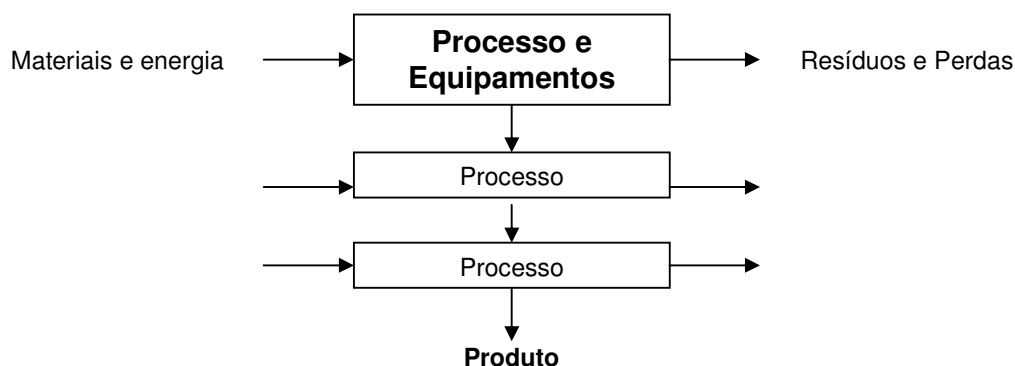 Materiais e energia
Processo e
Equipamentos
Resíduos e Perdas
Processo
Processo
Produto